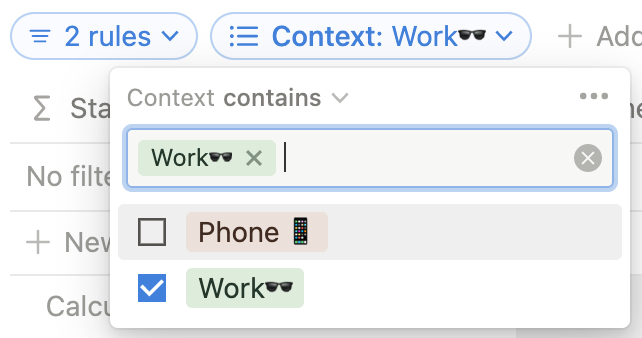 2 rules Context: Work🕶️ Add
Context contains
Σ Sta
Work🕶️
No filte
Phone 📱
New
Work🕶️
Calcu